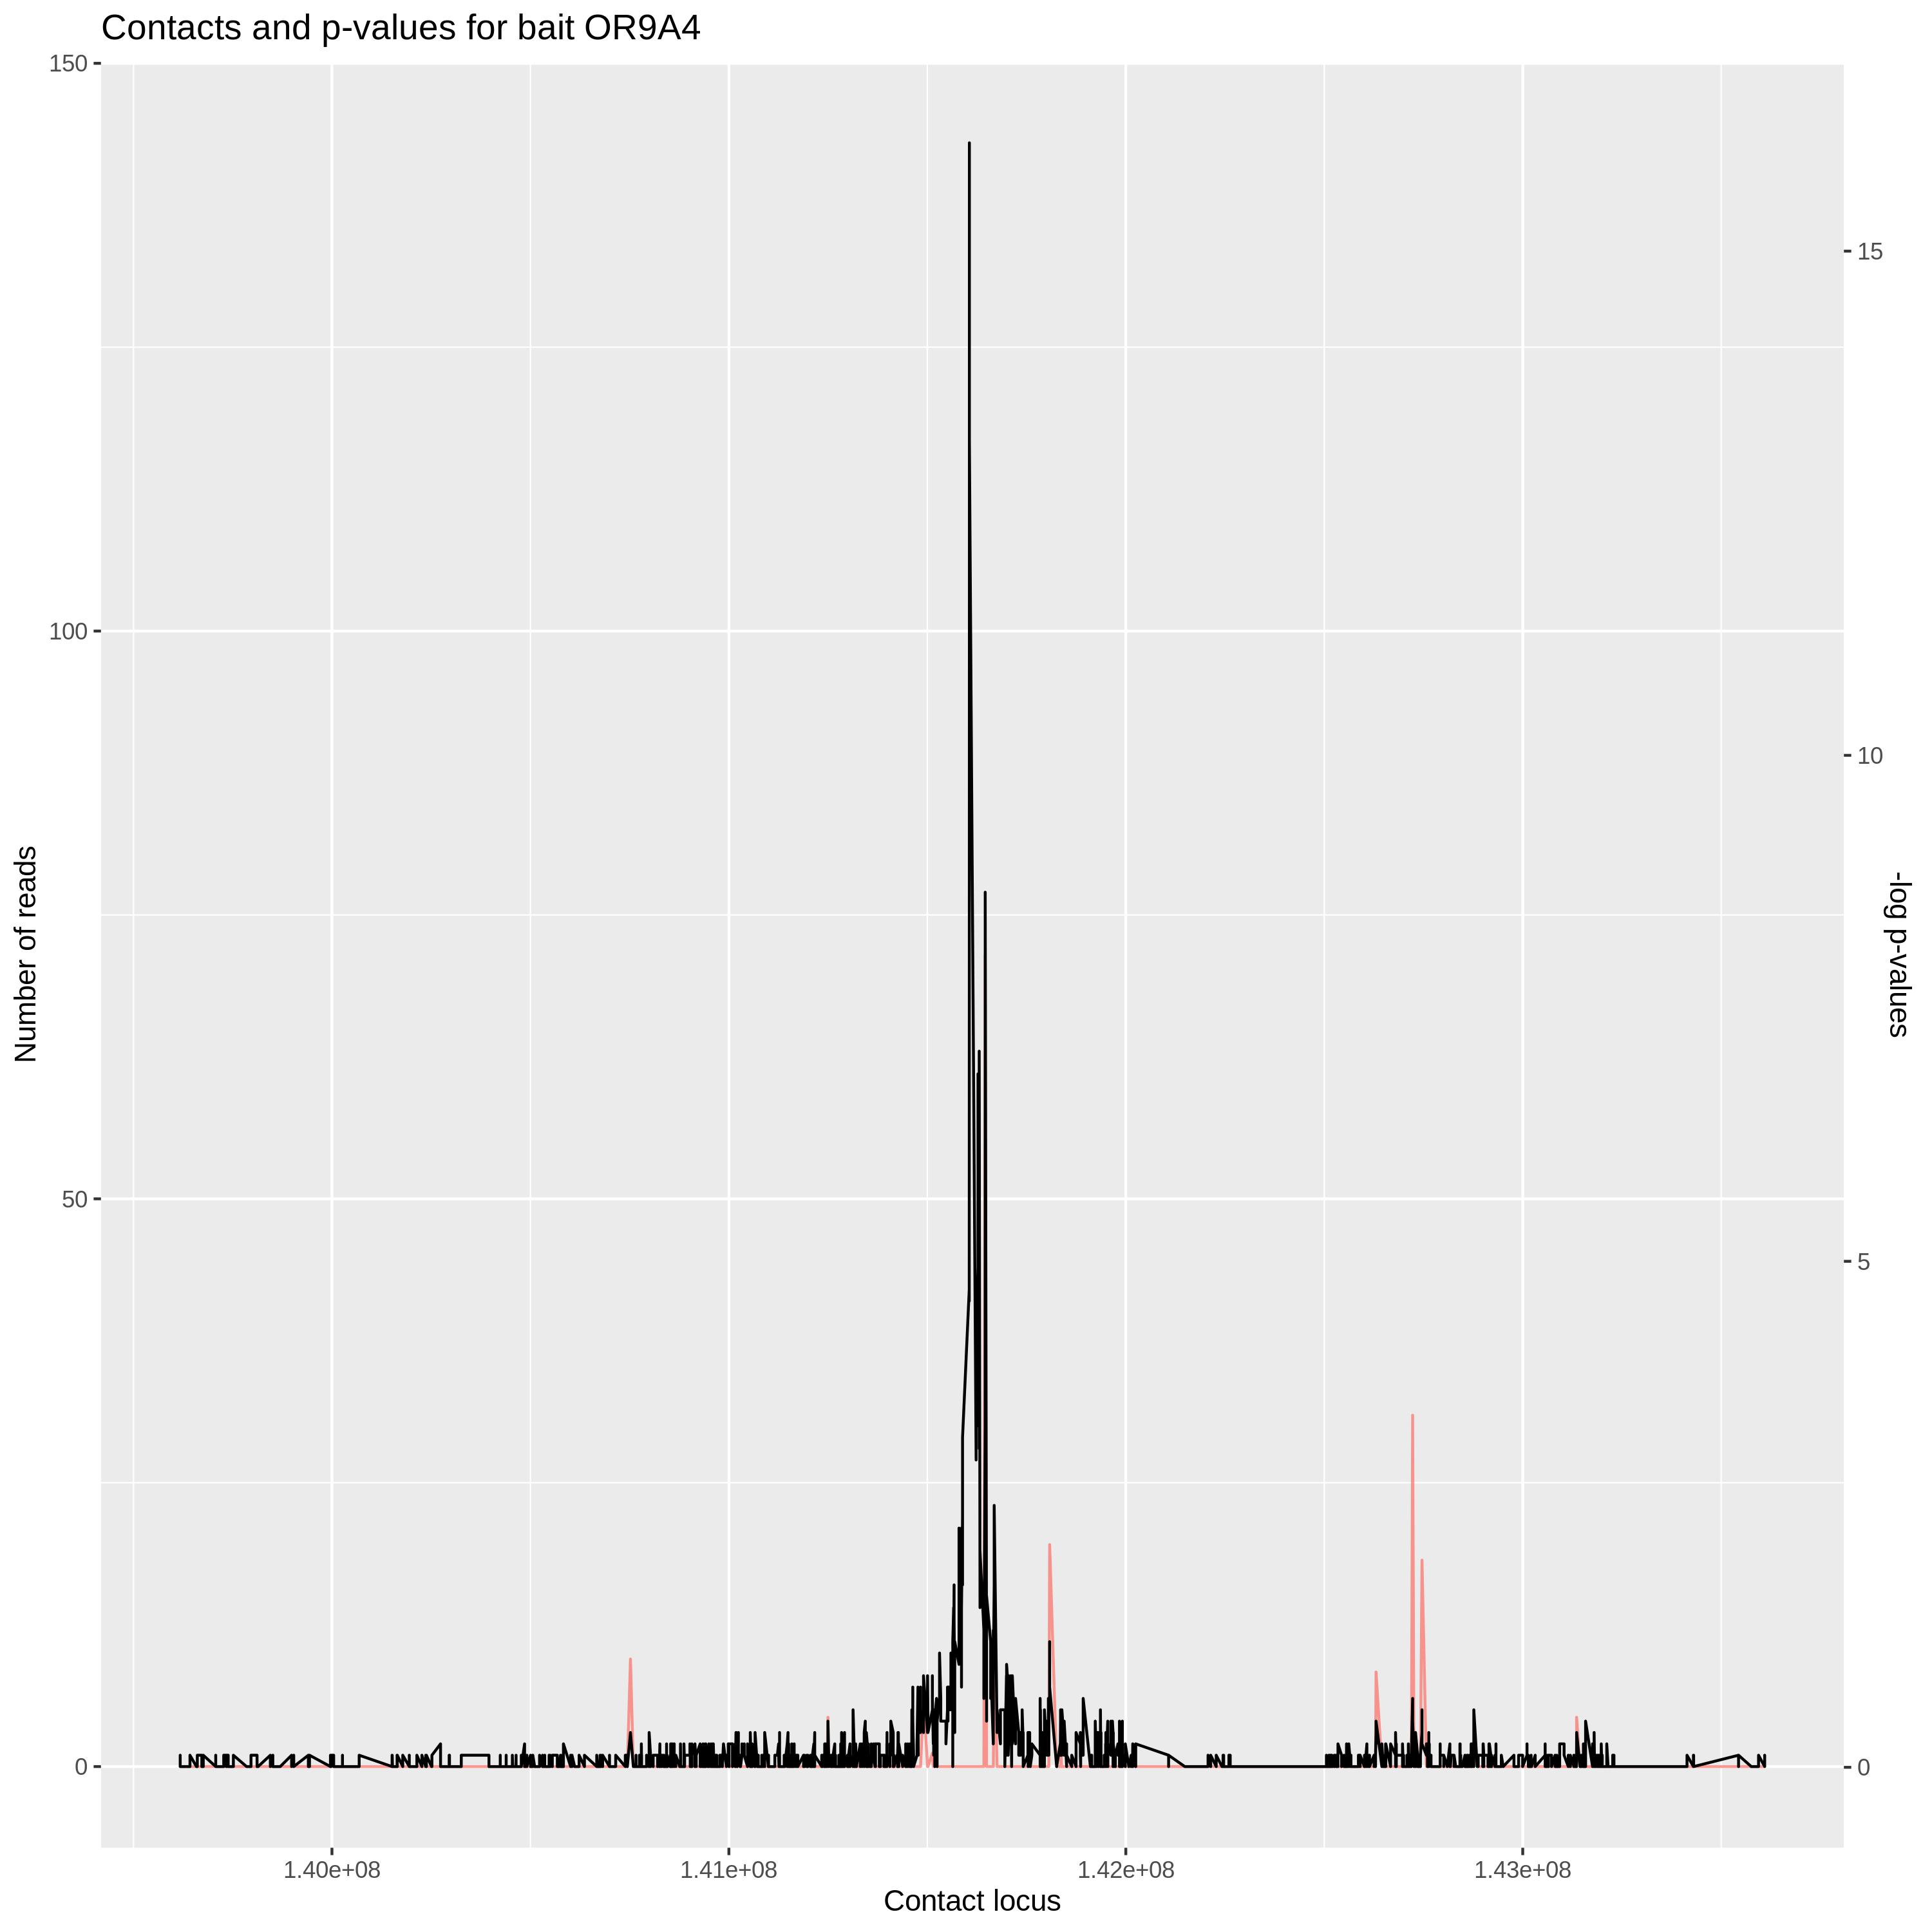 Contacts and p-values for bait OR9A4
150
100
50
0
Number of reads
15
10
5
0
-log p-values
1.40e+08
1.41e+08
1.42e+08
1.43e+08
Contact locus